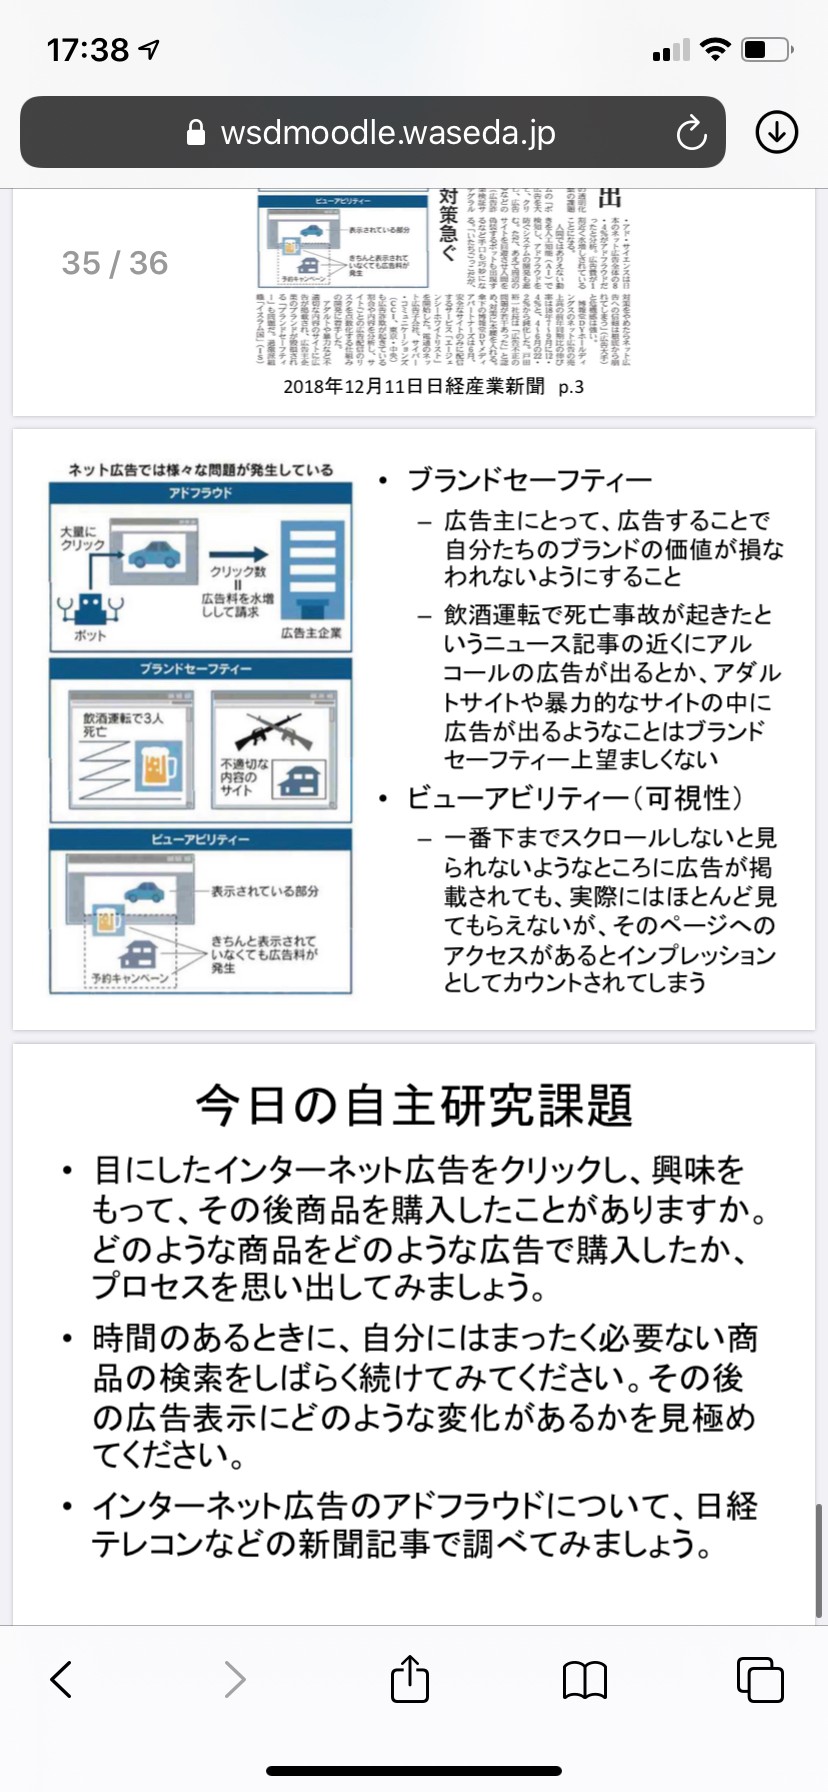 17:38
wsdmoodle.waseda.jp
35 / 36
対策急ぐ
出
ビューアビリティー
表示されている部分
きちんと表示されて
いなくても広告料が
発生
予約キャンペーン
2018年12月11日日経産業新聞 p.3
ネット広告では様々な問題が発生している
アドフラウド
大量に
クリック
ボット
クリック数
||
広告料を水増
しして請求
広告主企業
ブランドセーフティー
飲酒運転で3人
死亡
不適切な
内容の
サイト
ビューアビリティー
表示されている部分
きちんと表示されて
いなくても広告料が
発生
予約キャンペーン
• ブランドセーフティー
– 広告主にとって、広告することで
自分たちのブランドの価値が損な
われないようにすること
– 飲酒運転で死亡事故が起きたと
いうニュース記事の近くにアル
コールの広告が出るとか、アダル
トサイトや暴力的なサイトの中に
広告が出るようなことはブランド
セーフティー上望ましくない
• ビューアビリティー（可視性）
– 一番下までスクロールしないと見
られないようなところに広告が掲
載されても、実際にはほとんど見
てもらえないが、そのページへの
アクセスがあるとインプレッション
としてカウントされてしまう
今日の自主研究課題
• 目にしたインターネット広告をクリックし、興味を
もって、その後商品を購入したことがありますか。
どのような商品をどのような広告で購入したか、
プロセスを思い出してみましょう。
• 時間のあるときに、自分にはまったく必要ない商
品の検索をしばらく続けてみてください。その後
の広告表示にどのような変化があるかを見極め
てください。
• インターネット広告のアドフラウドについて、日経
テレコンなどの新聞記事で調べてみましょう。